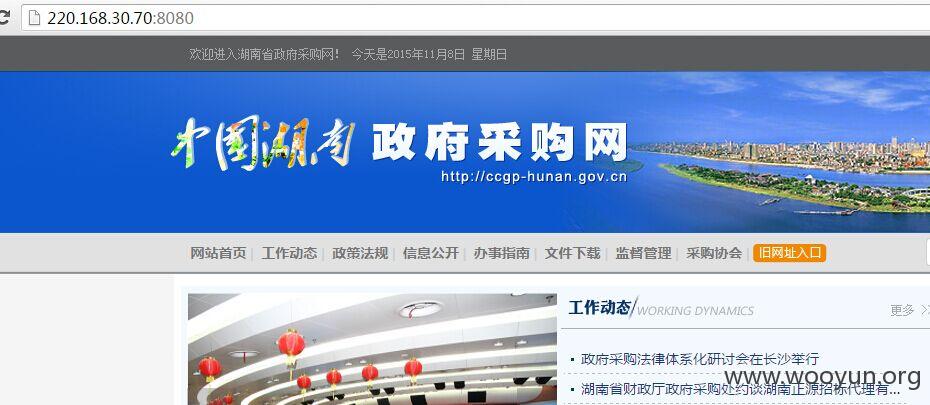 220.168.30.70:8080
欢迎进入湖南省政府采购网! 今天是2015年11月8日 星期日
中国湖南 政府采购网
http://ccgp-hunan.gov.cn
网站首页 | 工作动态 | 政策法规 | 信息公开 | 办事指南 | 文件下载 | 监督管理 | 采购协会 | 旧网址入口
工作动态/WORKING DYNAMICS 更多
政府采购法律体系化研讨会在长沙举行
湖南省财政厅政府采购处约谈湖南正源招标代理有...
www.wooyun.org